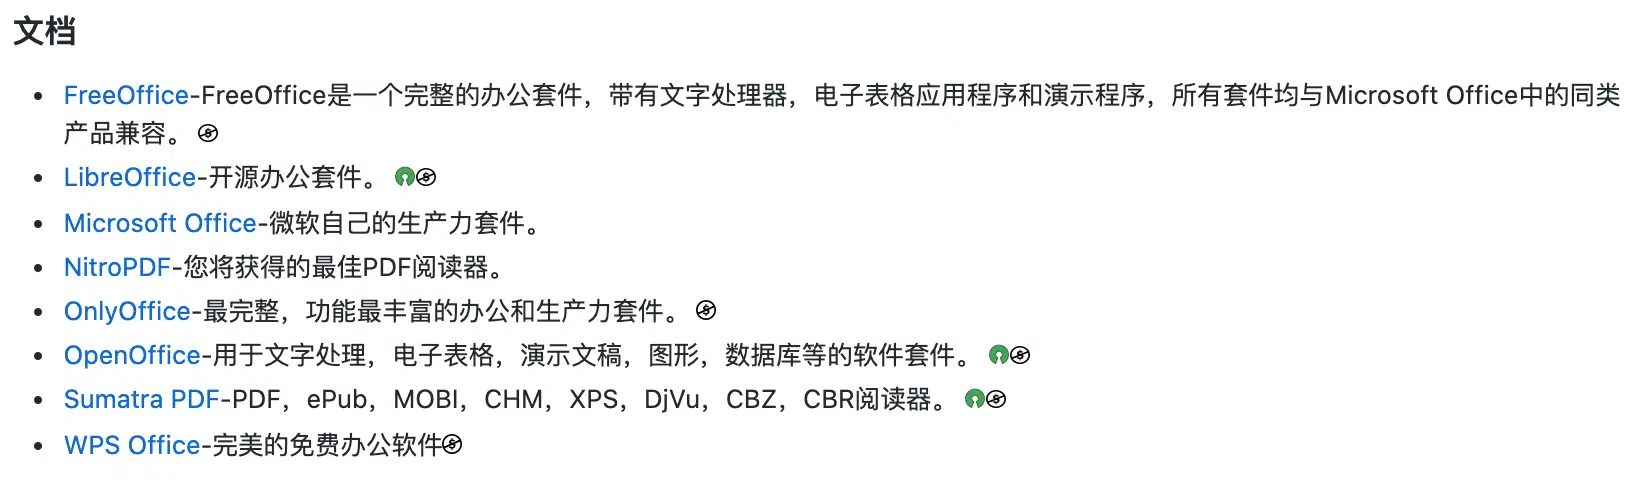 文档
FreeOffice-FreeOffice是一个完整的办公套件，带有文字处理器，电子表格应用程序和演示程序，所有套件均与Microsoft Office中的同类
产品兼容。
LibreOffice-开源办公套件。
Microsoft Office-微软自己的生产力套件。
NitroPDF-您将获得的最佳PDF阅读器。
OnlyOffice-最完整，功能最丰富的办公和生产力套件。
OpenOffice-用于文字处理，电子表格，演示文稿，图形，数据库等的软件套件。
Sumatra PDF-PDF，ePub，MOBI，CHM，XPS，DjVu，CBZ，CBR阅读器。
WPS Office-完美的免费办公软件